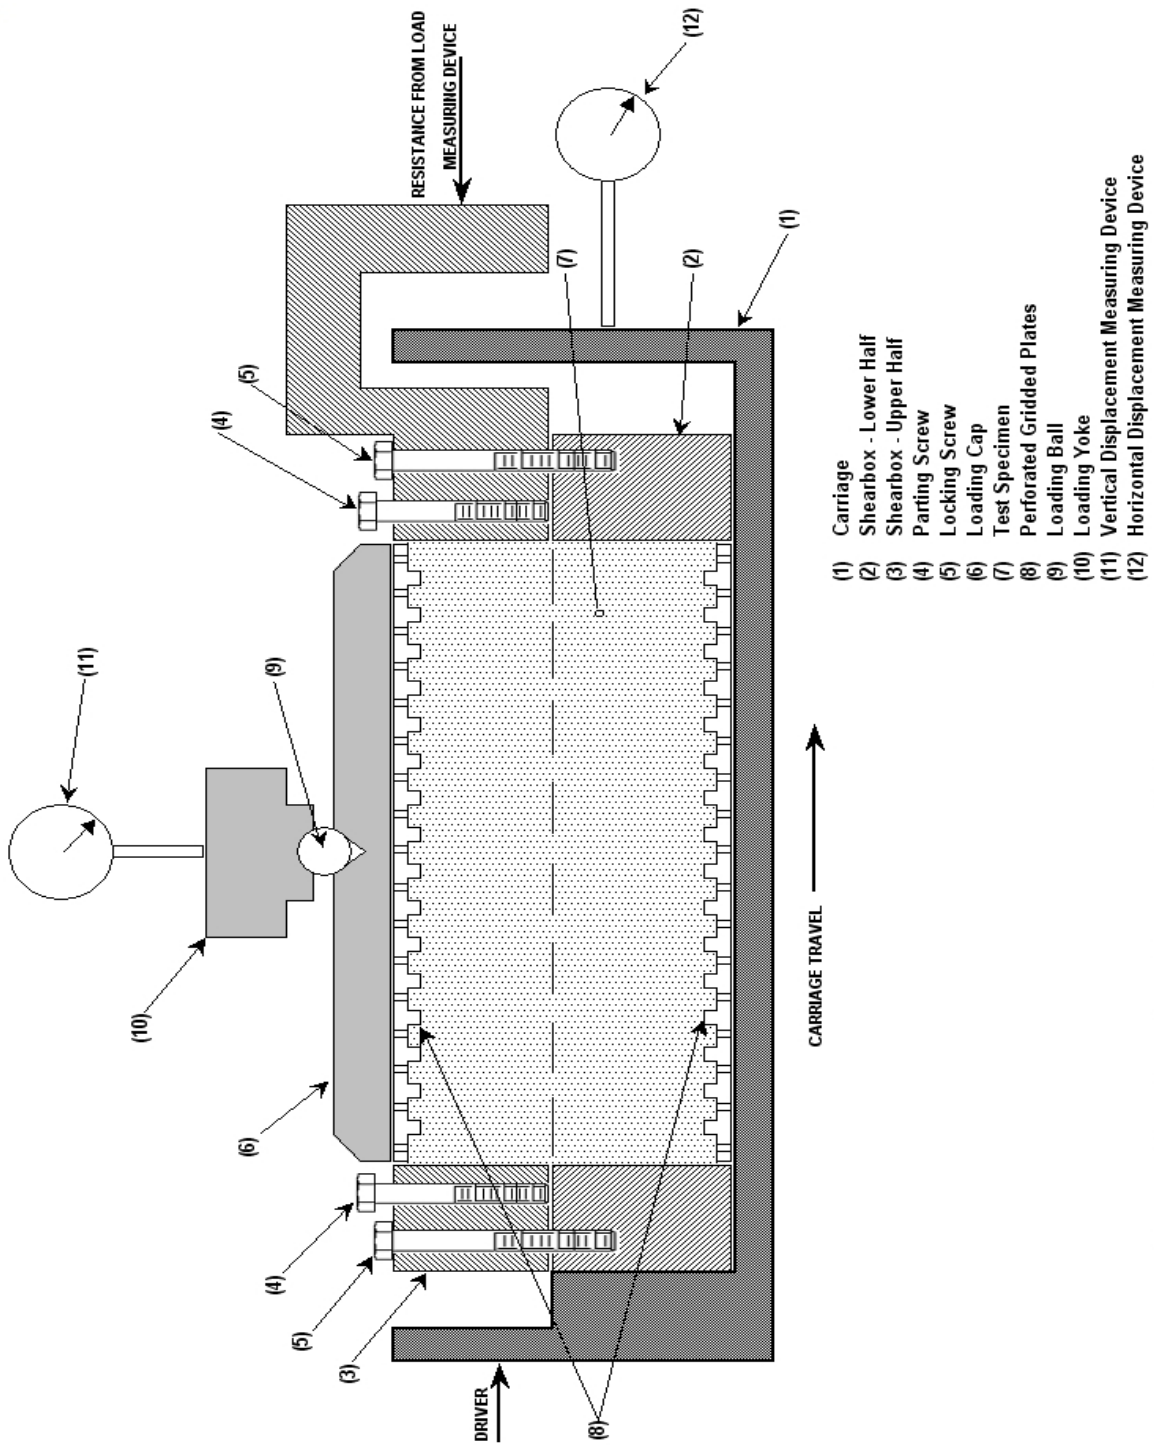 RESISTANCE FROM LOAD
MEASURING DEVICE
(12)
(11)
(4)
(5)
(9)
(7)
(2)
(1)
(10)
(6)
(4)
(5)
(3)
(8)
DRIVER
CARRIAGE TRAVEL
(1) Carriage
(2) Shearbox - Lower Half
(3) Shearbox - Upper Half
(4) Parting Screw
(5) Locking Screw
(6) Loading Cap
(7) Test Specimen
(8) Perforated Gridded Plates
(9) Loading Ball
(10) Loading Yoke
(11) Vertical Displacement Measuring Device
(12) Horizontal Displacement Measuring Device